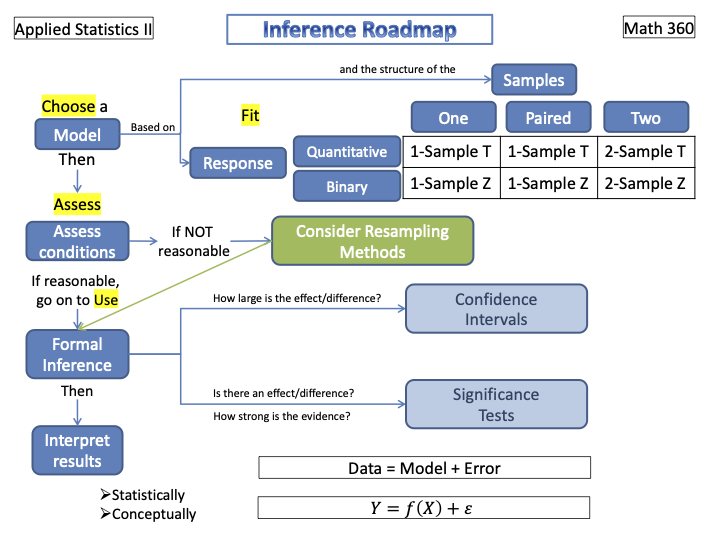 Applied Statistics II
Inference Roadmap
Math 360
and the structure of the
Samples
Choose a
Model
Based on
Fit
One
Paired
Two
Response
Quantitative
1-Sample T
1-Sample T
2-Sample T
Binary
1-Sample Z
1-Sample Z
2-Sample Z
Then
Assess
Assess
conditions
If NOT
reasonable
Consider Resampling
Methods
If reasonable,
go on to Use
How large is the effect/difference?
Confidence
Intervals
Formal
Inference
Is there an effect/difference?
How strong is the evidence?
Significance
Tests
Then
Interpret
results
Data = Model + Error
➢Statistically
➢Conceptually
Y = f(X) + ε